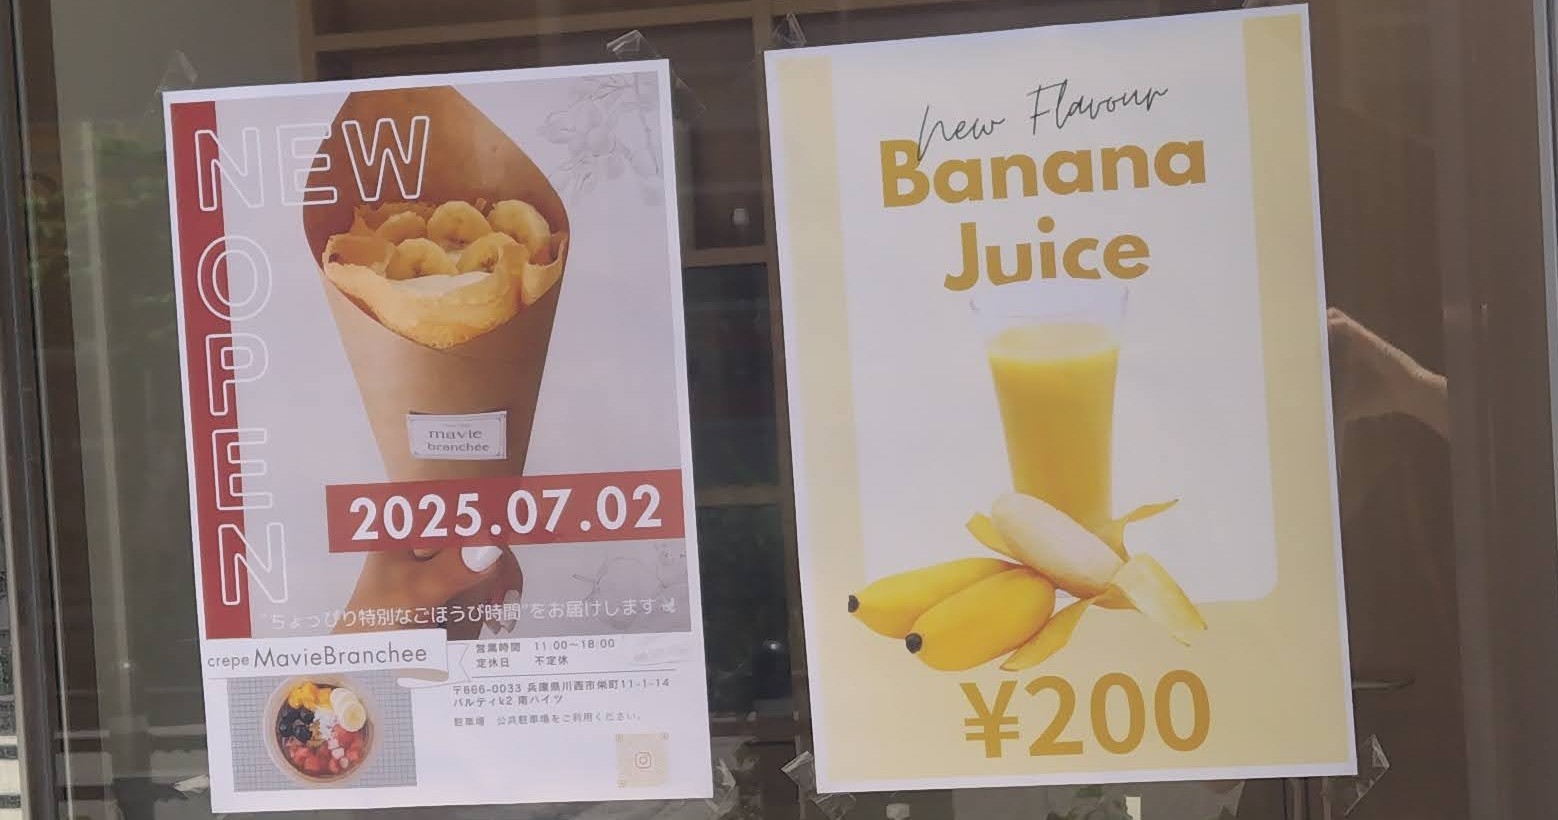 NEW
OPEN
mavie
branchée
2025.07.02
"ちょっぴり特別なごほうび時間"をお届けします
crepe MavieBranchee
営業時間 11:00~18:00
定休日 不定休
〒666-0033 兵庫県川西市栄町11-1-14
パルティk2 南ハイツ
駐車場 公共駐車場をご利用ください。
New Flavour
Banana
Juice
¥200